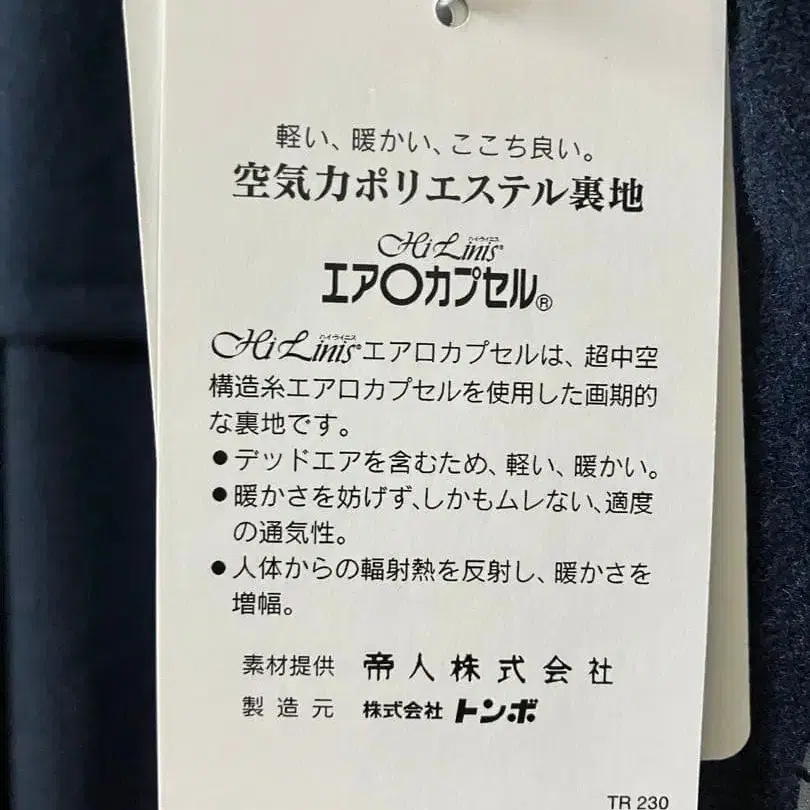 軽い、暖かい、ここち良い。
空気力ポリエステル裏地
ハイライニス
Hi Linis®
エア〇カプセル®
ハイライニス
Hi Linis®エアロカプセルは、超中空
構造糸エアロカプセルを使用した画期的
な裏地です。
●デッドエアを含むため、軽い、暖かい。
●暖かさを妨げず、しかもムレない、適度
の通気性。
●人体からの輻射熱を反射し、暖かさを
増幅。
素材提供 帝人株式会社
製造元 株式会社トンボ
TR 230